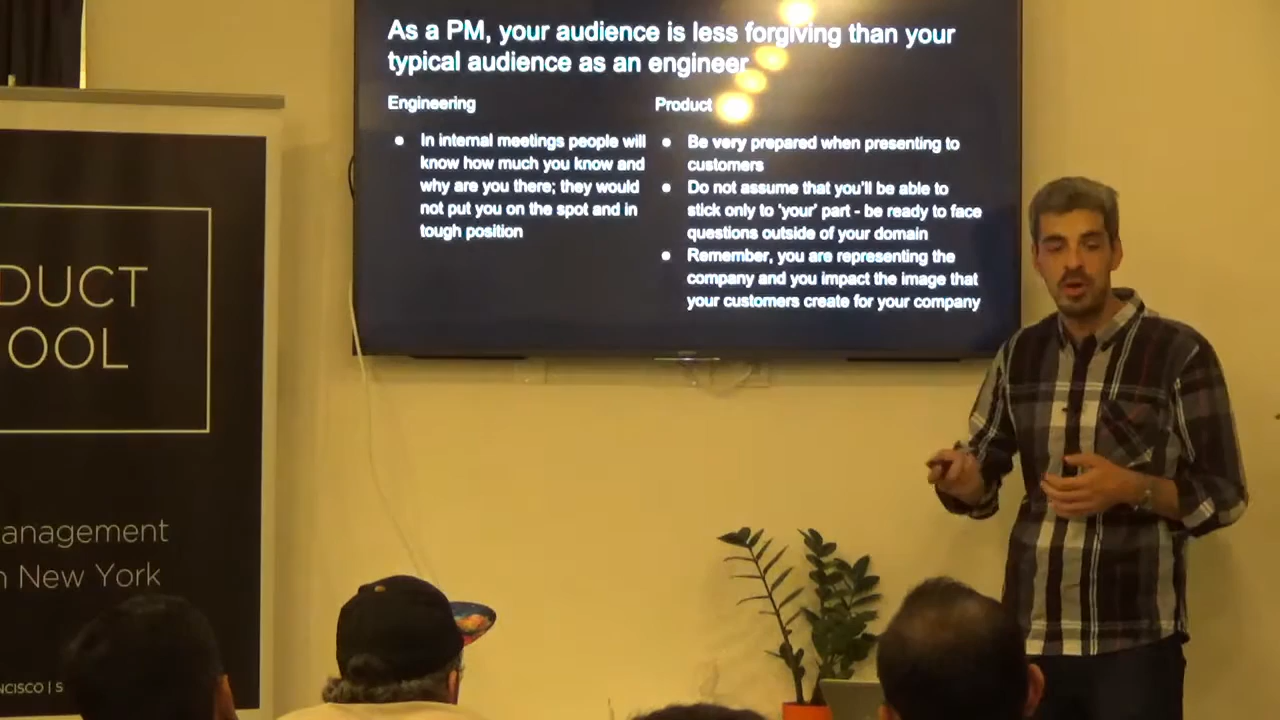 As a PM, your audience is less forgiving than your
typical audience as an engineer
Engineering
In internal meetings people will
know how much you know and
why are you there; they would
not put you on the spot and in
tough position
Product
Be very prepared when presenting to
customers
Do not assume that you'll be able to
stick only to 'your' part - be ready to face
questions outside of your domain
Remember, you are representing the
company and you impact the image that
your customers create for your company
DUCT
OOL
anagement
n New York
NCISCO | S